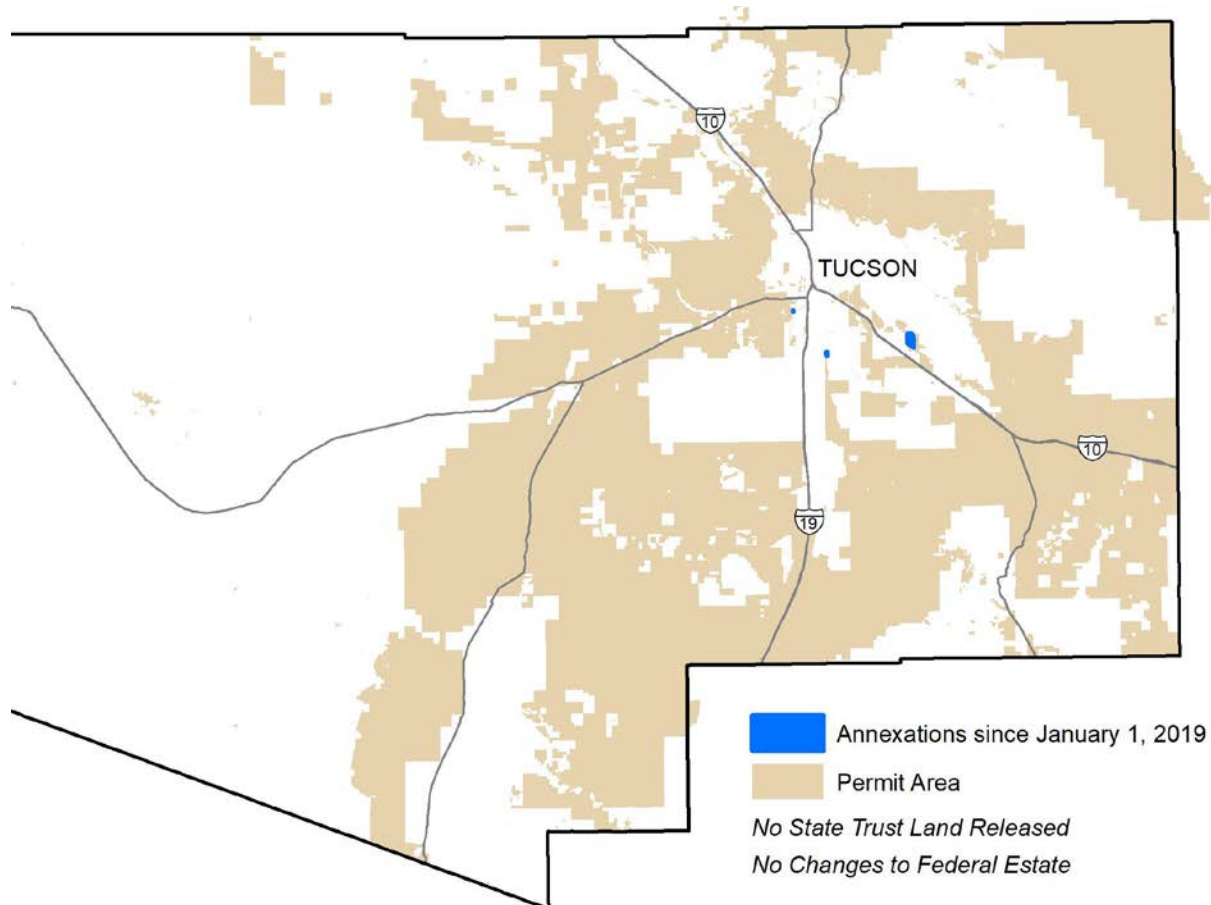 10
TUCSON
10
19
Annexations since January 1, 2019
Permit Area
No State Trust Land Released
No Changes to Federal Estate